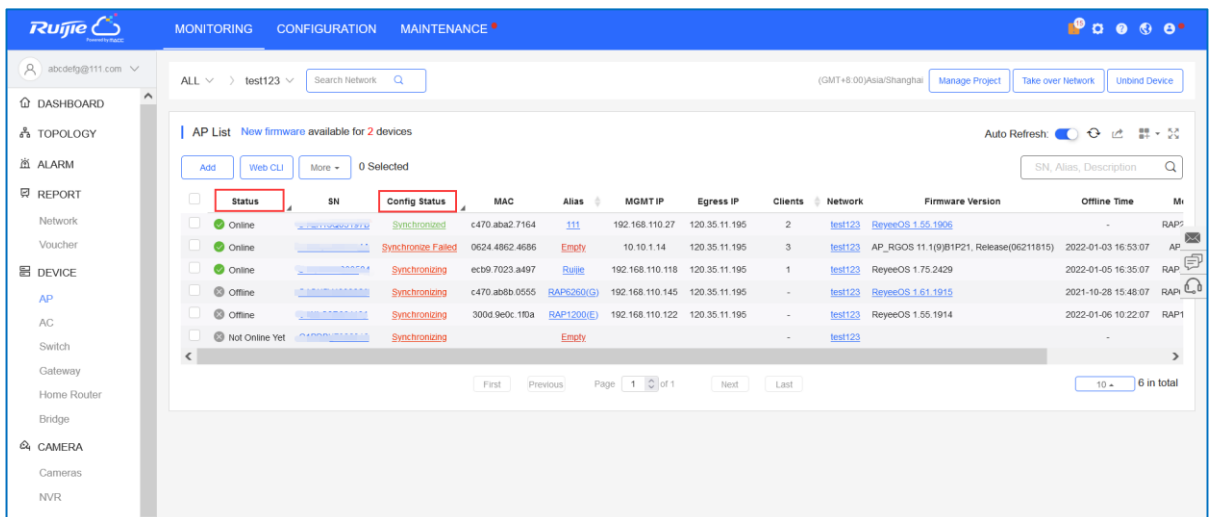 Ruijie MONITORING CONFIGURATION MAINTENANCE 15
Powered by
abcdefg@111.com
ALL > test123 Search Network (GMT+8:00)Asia/Shanghai Manage Project Take over Network Unbind Device
DASHBOARD
TOPOLOGY
ALARM
REPORT
Network
Voucher
DEVICE
AP
AC
Switch
Gateway
Home Router
Bridge
CAMERA
Cameras
NVR
AP List New firmware available for 2 devices Auto Refresh:
Add Web CLI More 0 Selected SN, Alias, Description
Status SN Config Status MAC Alias MGMT IP Egress IP Clients Network Firmware Version Offline Time
Online Synchronized c470.aba2.7164 111 192.168.110.27 120.35.11.195 2 test123 ReyeeOS 1.55.1906 -
Online Synchronize Failed 0624.4862.4686 Empty 10.10.1.14 120.35.11.195 3 test123 AP_RGOS 11.1(9)B1P21, Release(06211815) 2022-01-03 16:53:07 AP
Online Synchronizing ecb9.7023.a497 Ruijie 192.168.110.118 120.35.11.195 1 test123 ReyeeOS 1.75.2429 2022-01-05 16:35:07 RAP
Offline Synchronizing c470.ab8b.0555 RAP6260(G) 192.168.110.145 120.35.11.195 - test123 ReyeeOS 1.61.1915 2021-10-28 15:48:07
Offline Synchronizing 300d.9e0c.1f0a RAP1200(E) 192.168.110.122 120.35.11.195 - test123 ReyeeOS 1.55.1914 2022-01-06 10:22:07 RAP1
Not Online Yet Synchronizing Empty - test123 -
First Previous Page 1 of 1 Next Last 10 6 in total